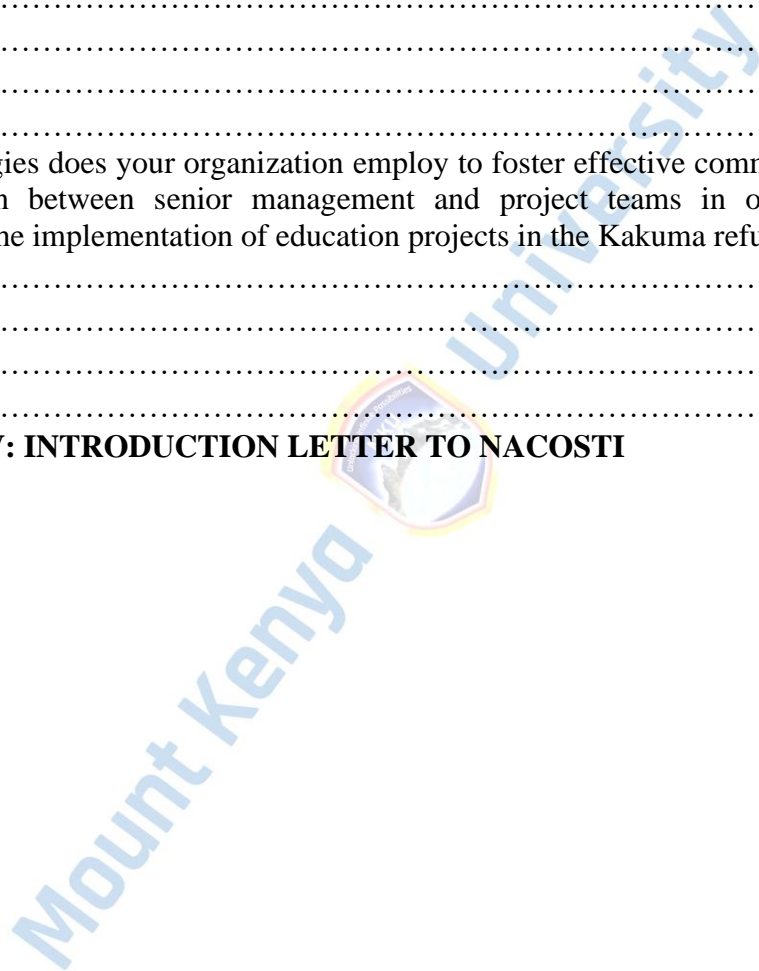 ……………………………………………………………………………
……………………………………………………………………………
……………………………………………………………………………
……………………………………………………………………………
gies does your organization employ to foster effective comm
n between senior management and project teams in o
he implementation of education projects in the Kakuma refu
……………………………………………………………………………
……………………………………………………………………………
……………………………………………………………………………
……………………………………………………………………………
: INTRODUCTION LETTER TO NACOSTI
Mount Kenya University